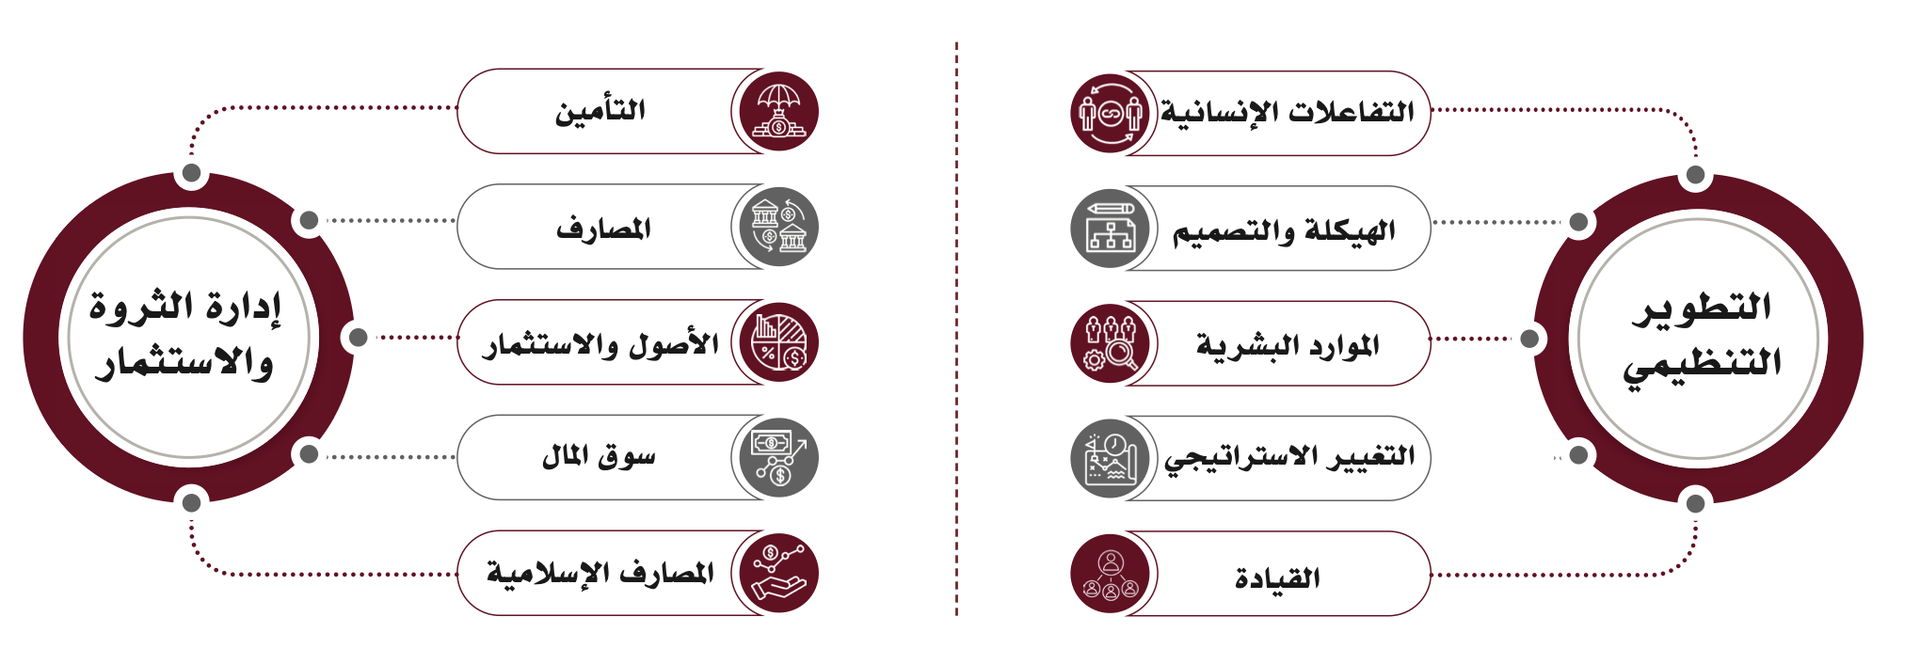 التطوير
التنظيمي
التفاعلات الإنسانية
الهيكلة والتصميم
الموارد البشرية
التغيير الاستراتيجي
القيادة
إدارة الثروة
والاستثمار
التأمين
المصارف
الأصول والاستثمار
سوق المال
المصارف الإسلامية